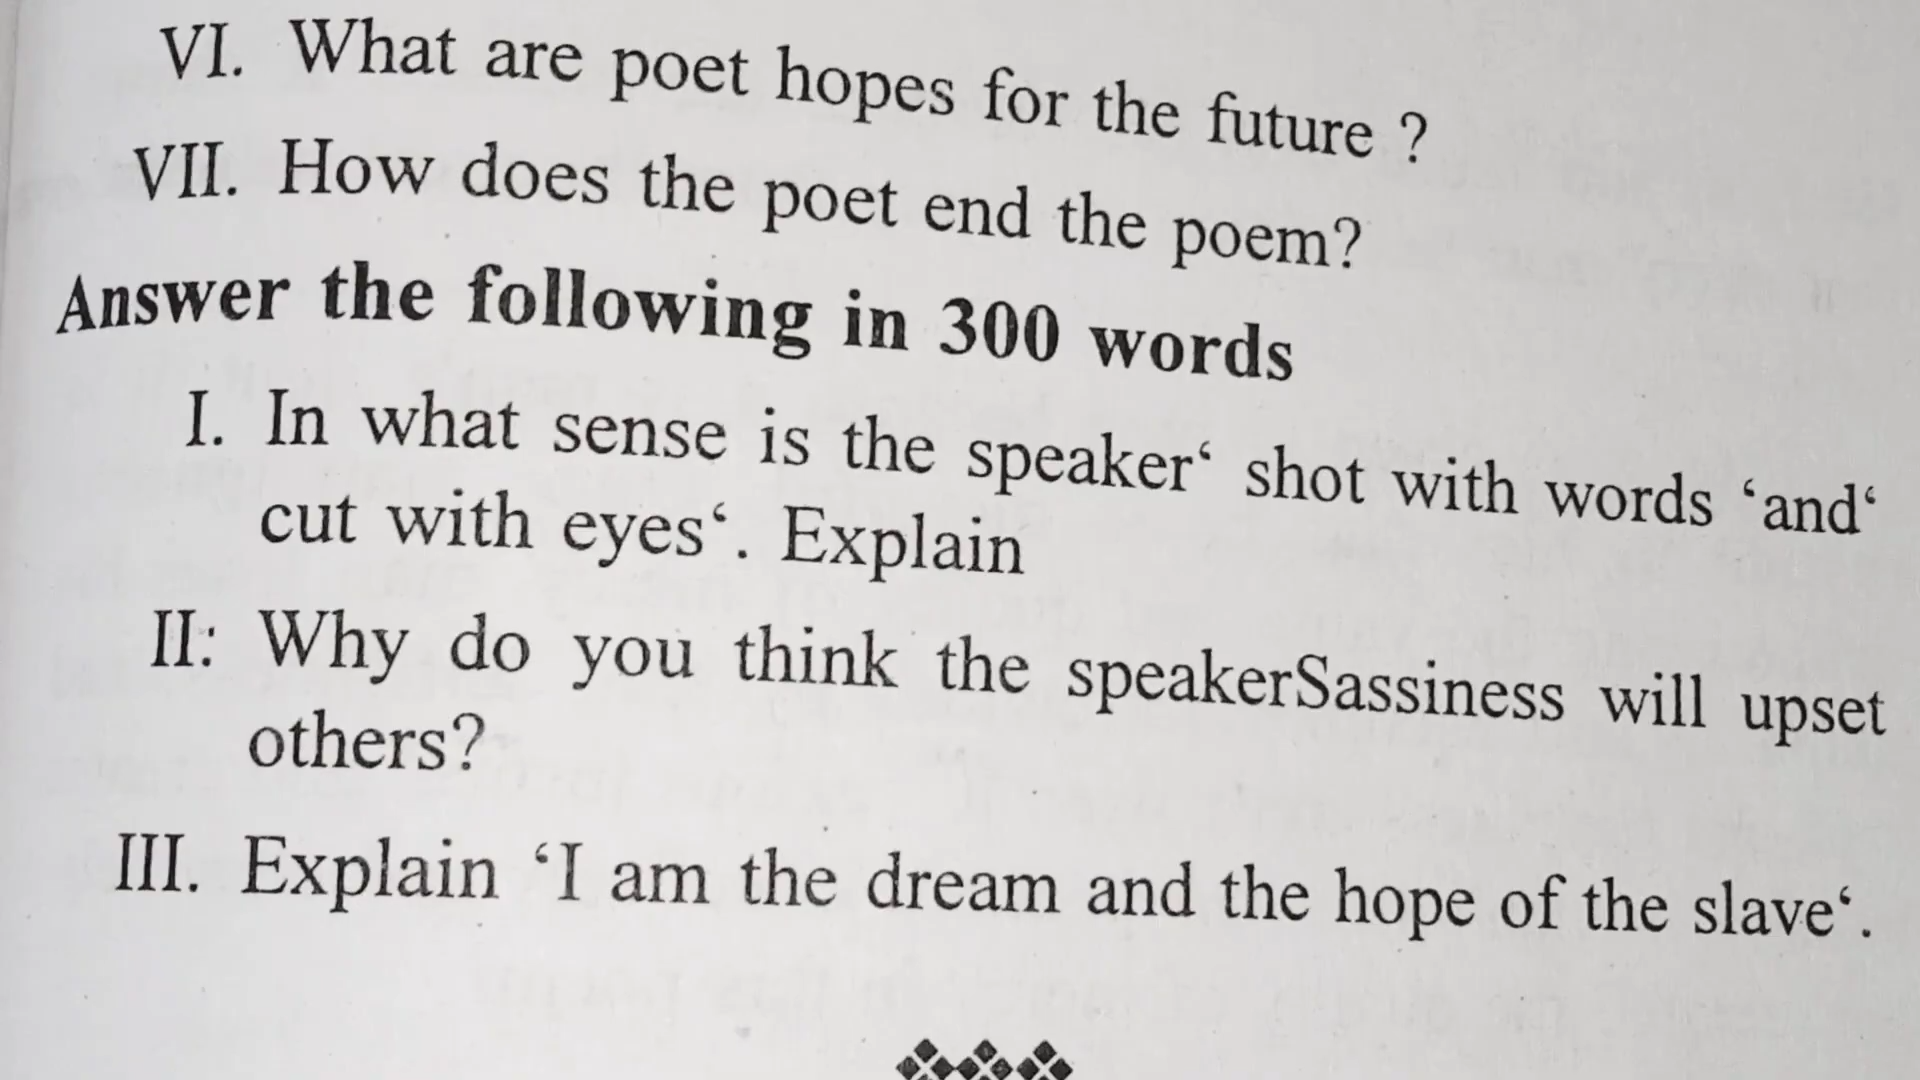 VI. What are poet hopes for the future ?
VII. How does the poet end the poem?
Answer the following in 300 words
I. In what sense is the speaker‘ shot with words ‘and‘
cut with eyes‘. Explain
II: Why do you think the speakerSassiness will upset
others?
III. Explain ‘I am the dream and the hope of the slave‘.